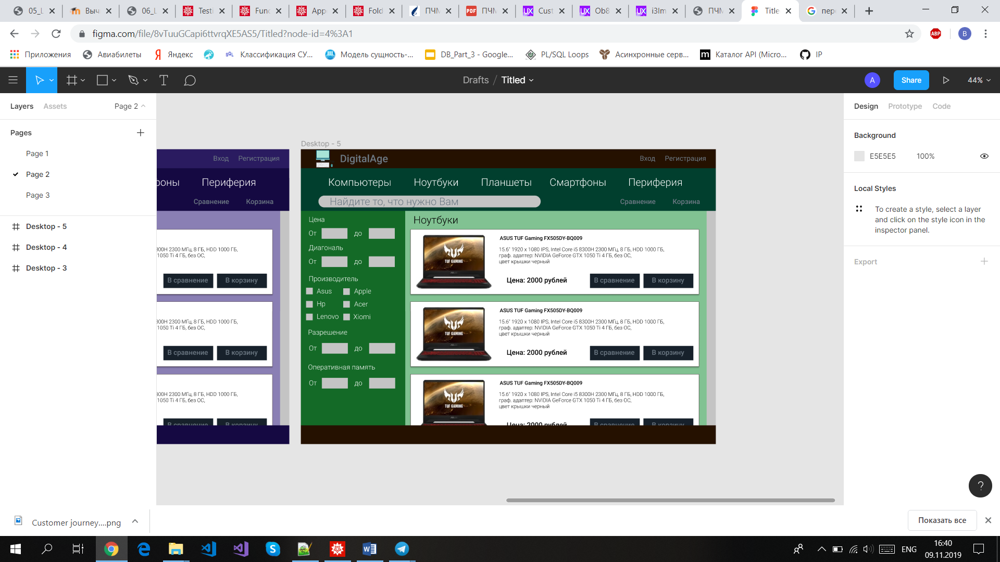 05_L
Выч
06_L
Testi
Func
Appe
Fold
ПЧМ
ПЧМ
Cust
Ob8
i3lm
ПЧМ
Title
пер
figma.com/file/8vTuuGCapi6ttvrqXE5AS5/Titled?node-id=4%3A1
ABP
B
Приложения
Авиабилеты
Яндекс
Классификация СУ...
Модель сущность-...
DB_Part_3 - Google...
PL/SQL Loops
Асинхронные серв...
Каталог API (Micro...
IP
Drafts / Titled
A
Share
44%
Layers
Assets
Page 2
Design
Prototype
Code
Pages
Page 1
Page 2
Page 3
Desktop - 5
Desktop - 4
Desktop - 3
Background
E5E5E5
100%
Local Styles
To create a style, select a layer
and click on the style icon in the
inspector panel.
Export
Вход
Регистрация
роны
Периферия
Сравнение
Корзина
300H 2300 МГц, 8 ГБ, HDD 1000 ГБ,
1050 Ti 4 ГБ, без ОС,
В сравнение
В корзину
300H 2300 МГц, 8 ГБ, HDD 1000 ГБ,
1050 Ti 4 ГБ, без ОС,
В сравнение
В корзину
300H 2300 МГц, 8 ГБ, HDD 1000 ГБ,
1050 Ti 4 ГБ, без ОС,
В сравнение
В корзину
Desktop - 5
DigitalAge
Вход
Регистрация
Компьютеры
Ноутбуки
Планшеты
Смартфоны
Периферия
Найдите то, что нужно Вам
Сравнение
Корзина
Цена
От
до
Диагональ
От
до
Производитель
Asus
Apple
Hp
Acer
Lenovo
Xiomi
Разрешение
От
до
Оперативная память
От
до
Ноутбуки
TUF GAMING
ASUS TUF Gaming FX505DY-BQ009
15.6" 1920 x 1080 IPS, Intel Core i5 8300H 2300 МГц, 8 ГБ, HDD 1000 ГБ,
граф. адаптер: NVIDIA GeForce GTX 1050 Ti 4 ГБ, без ОС,
цвет крышки черный
Цена: 2000 рублей
В сравнение
В корзину
TUF GAMING
ASUS TUF Gaming FX505DY-BQ009
15.6" 1920 x 1080 IPS, Intel Core i5 8300H 2300 МГц, 8 ГБ, HDD 1000 ГБ,
граф. адаптер: NVIDIA GeForce GTX 1050 Ti 4 ГБ, без ОС,
цвет крышки черный
Цена: 2000 рублей
В сравнение
В корзину
TUF GAMING
ASUS TUF Gaming FX505DY-BQ009
15.6" 1920 x 1080 IPS, Intel Core i5 8300H 2300 МГц, 8 ГБ, HDD 1000 ГБ,
граф. адаптер: NVIDIA GeForce GTX 1050 Ti 4 ГБ, без ОС,
цвет крышки черный
Цена: 2000 рублей
В сравнение
В корзину
?
Customer journey....png
Показать все
ENG
16:40
09.11.2019